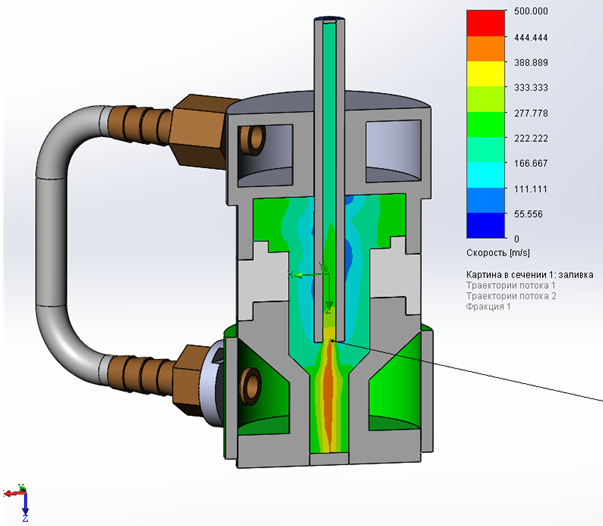 500.000
444.444
388.889
333.333
277.778
222.222
166.667
111.111
55.556
0
Скорость [m/s]
Картина в сечении 1: заливка
Траектории потока 1
Траектории потока 2
Фракция 1
X
Y
Z
Y
Z